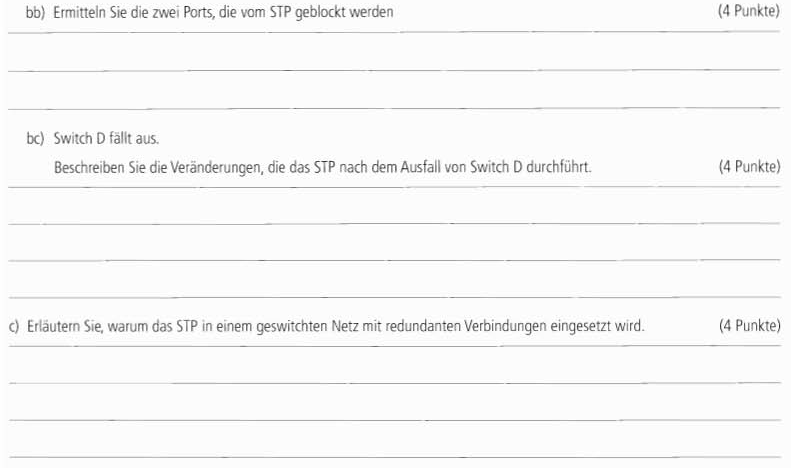 bb) Ermitteln Sie die zwei Ports, die vom STP geblockt werden (4 Punkte)
bc) Switch D fällt aus.
Beschreiben Sie die Veränderungen, die das STP nach dem Ausfall von Switch D durchführt. (4 Punkte)
c) Erläutern Sie, warum das STP in einem geswitchten Netz mit redundanten Verbindungen eingesetzt wird. (4 Punkte)